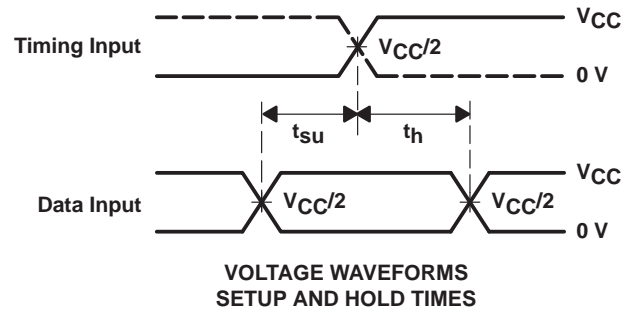 VCC
Timing Input
VCC/2
0 V
tsu
th
VCC
Data Input
VCC/2
VCC/2
0 V
VOLTAGE WAVEFORMS
SETUP AND HOLD TIMES